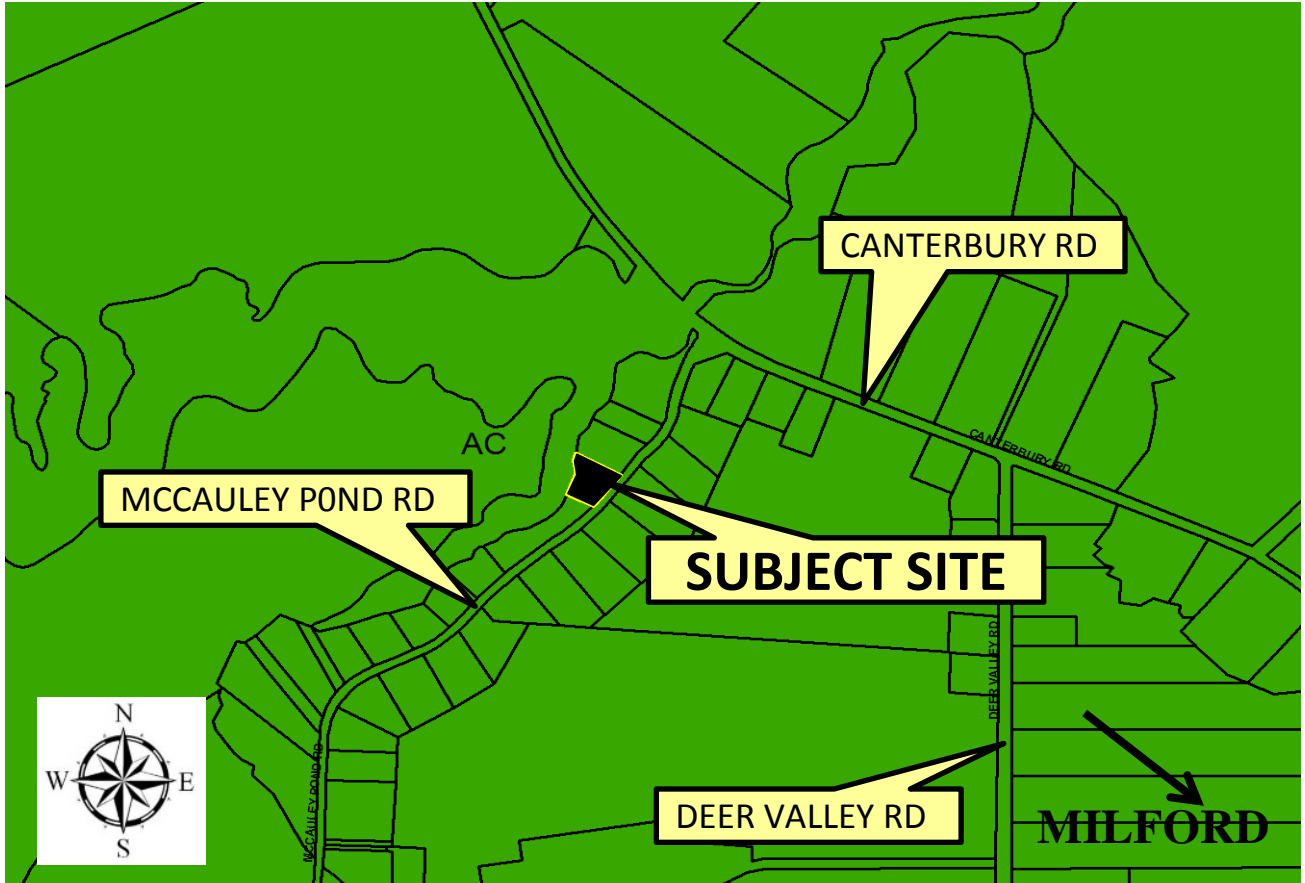 CANTERBURY RD
CANTERBURY RD
AC
MCCAULEY POND RD
SUBJECT SITE
DEER VALLEY RD
MCCAULEY POND RD
DEER VALLEY RD
MILFORD
N
W E
S